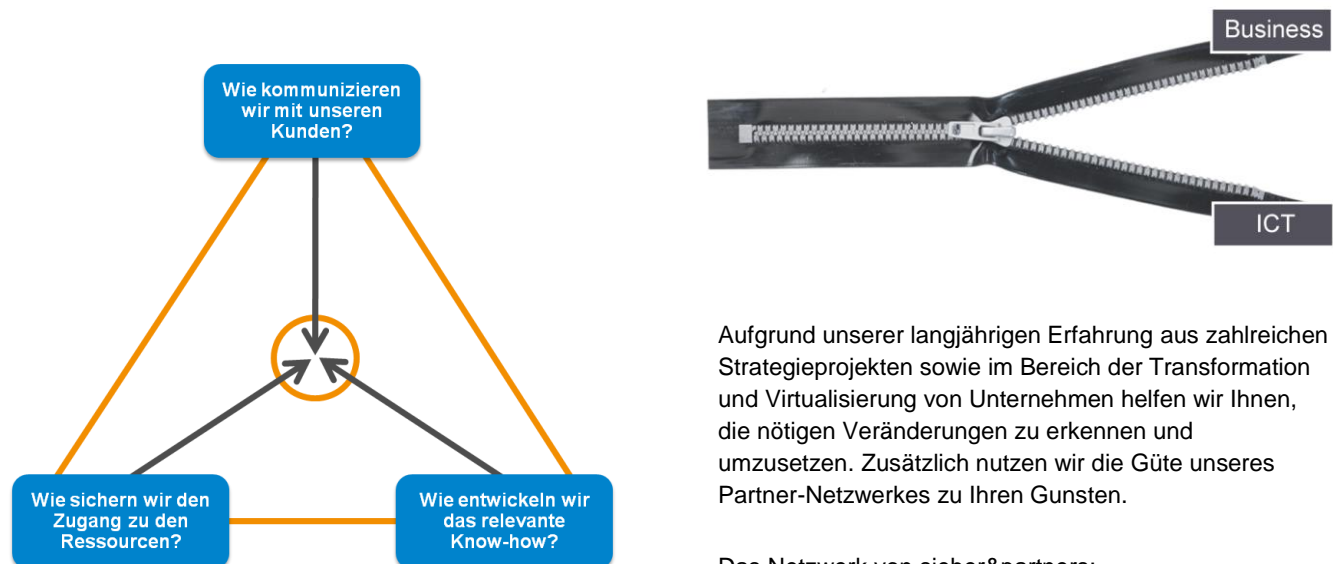 Wie kommunizieren
wir mit unseren
Kunden?
Wie sichern wir den
Zugang zu den
Ressourcen?
Wie entwickeln wir
das relevante
Know-how?
Business
ICT
Aufgrund unserer langjährigen Erfahrung aus zahlreichen
Strategieprojekten sowie im Bereich der Transformation
und Virtualisierung von Unternehmen helfen wir Ihnen,
die nötigen Veränderungen zu erkennen und
umzusetzen. Zusätzlich nutzen wir die Güte unseres
Partner-Netzwerkes zu Ihren Gunsten.
Das Netzwerk von